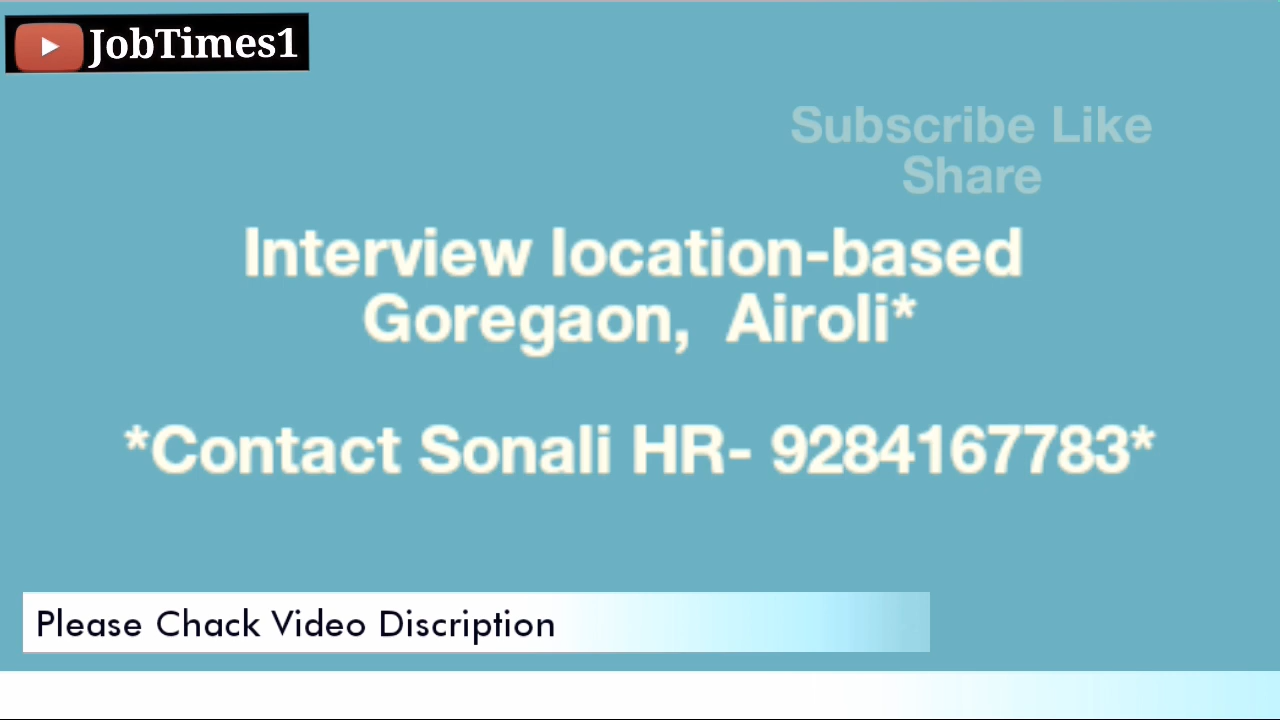 JobTimes1
Subscribe Like
Share
Interview location-based
Goregaon, Airoli*
*Contact Sonali HR- 9284167783*
Please Chack Video Discription